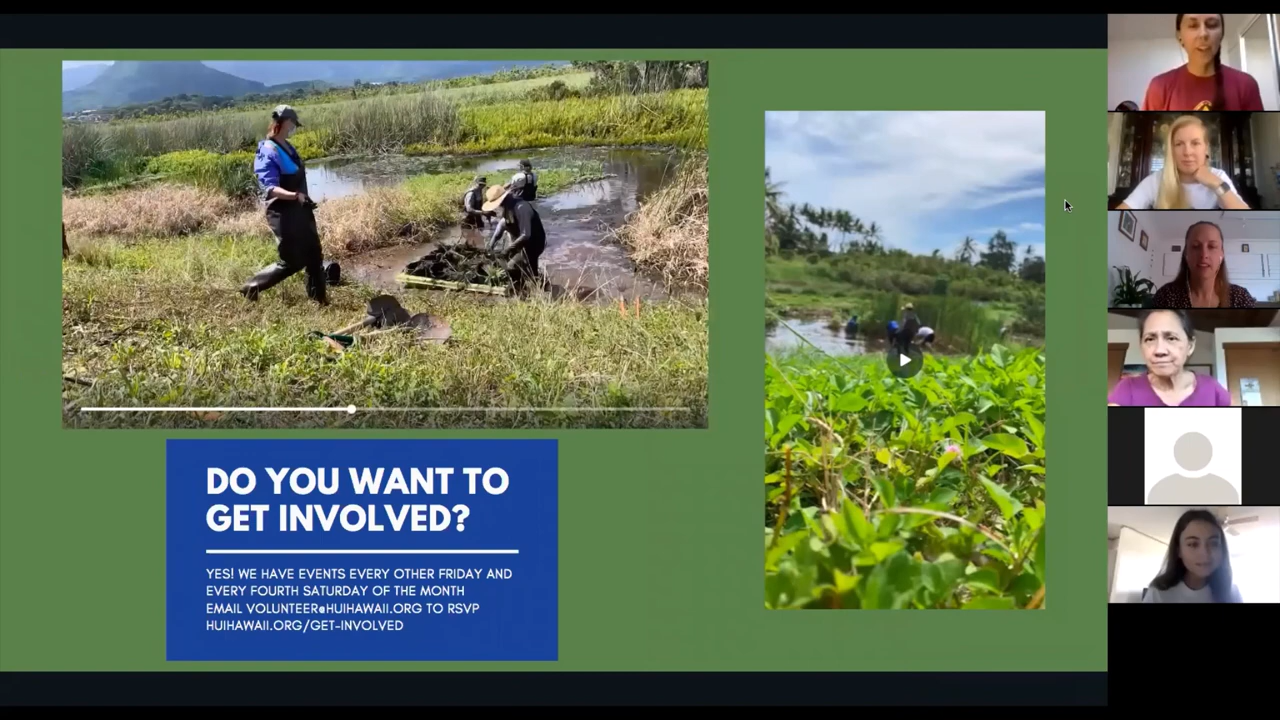 DO YOU WANT TO
GET INVOLVED?
YES! WE HAVE EVENTS EVERY OTHER FRIDAY AND
EVERY FOURTH SATURDAY OF THE MONTH
EMAIL VOLUNTEER@HUIHAWAII.ORG TO RSVP
HUIHAWAII.ORG/GET-INVOLVED